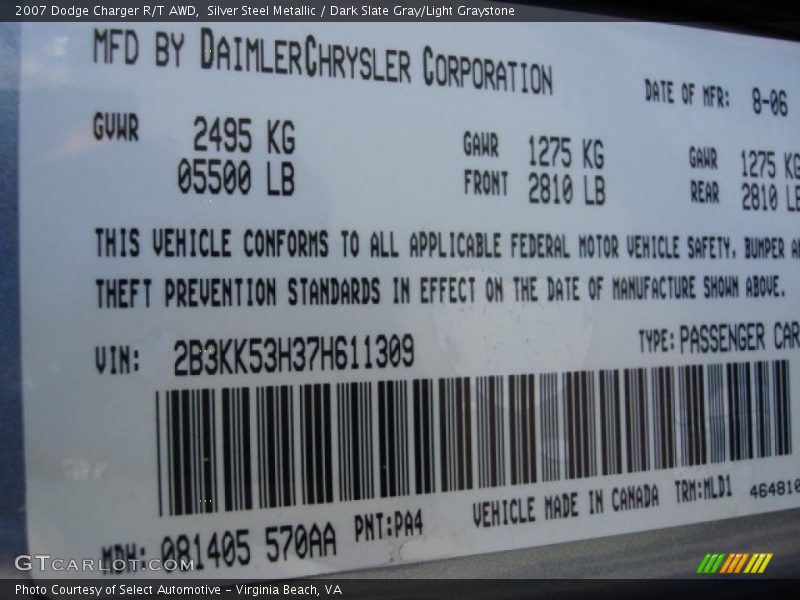 2007 Dodge Charger R/T AWD, Silver Steel Metallic / Dark Slate Gray/Light Graystone
MFD BY DAIMLERCHRYSLER CORPORATION
DATE OF MFR: 8-06
GVWR 2495 KG GAWR 1275 KG GAWR 1275 KG
05500 LB FRONT 2810 LB REAR 2810 LB
THIS VEHICLE CONFORMS TO ALL APPLICABLE FEDERAL MOTOR VEHICLE SAFETY, BUMPER
THEFT PREVENTION STANDARDS IN EFFECT ON THE DATE OF MANUFACTURE SHOWN ABOVE.
VIN: 2B3KK53H37H611309 TYPE: PASSENGER CAR
MDH: 081405 570AA PNT:PA4 VEHICLE MADE IN CANADA TRM:MLD1 464810
GTCarLot.com
Photo Courtesy of Select Automotive – Virginia Beach, VA